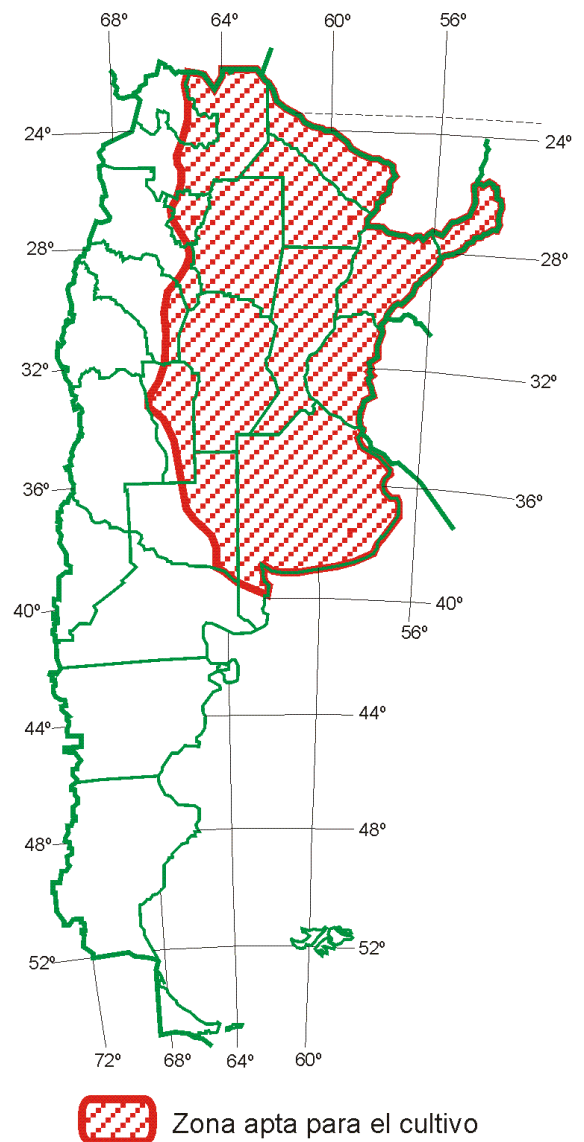 68º 64º 60º 56º
24º 24º
28º 28º
32º 32º
36º 36º
40º 40º
56º
44º 44º
48º 48º
52º 52º
72º 68º 64º 60º
Zona apta para el cultivo